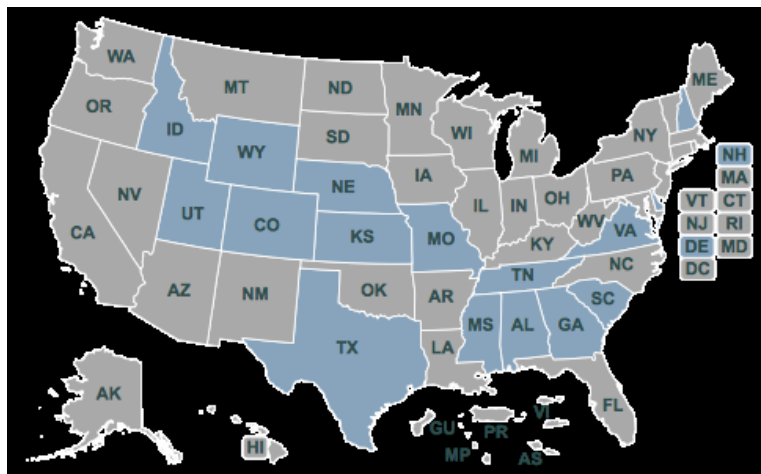 WA
MT
ND
MN
ME
OR
ID
SD
WI
NY
WY
MI
NH
NE
IA
PA
MA
NV
UT
IL
IN
OH
VT
CT
CA
CO
KS
MO
WV
VA
NJ
RI
KY
DE
MD
AZ
NM
OK
AR
TN
NC
DC
SC
TX
LA
MS
AL
GA
AK
FL
HI
GU
PR
VI
MP
AS